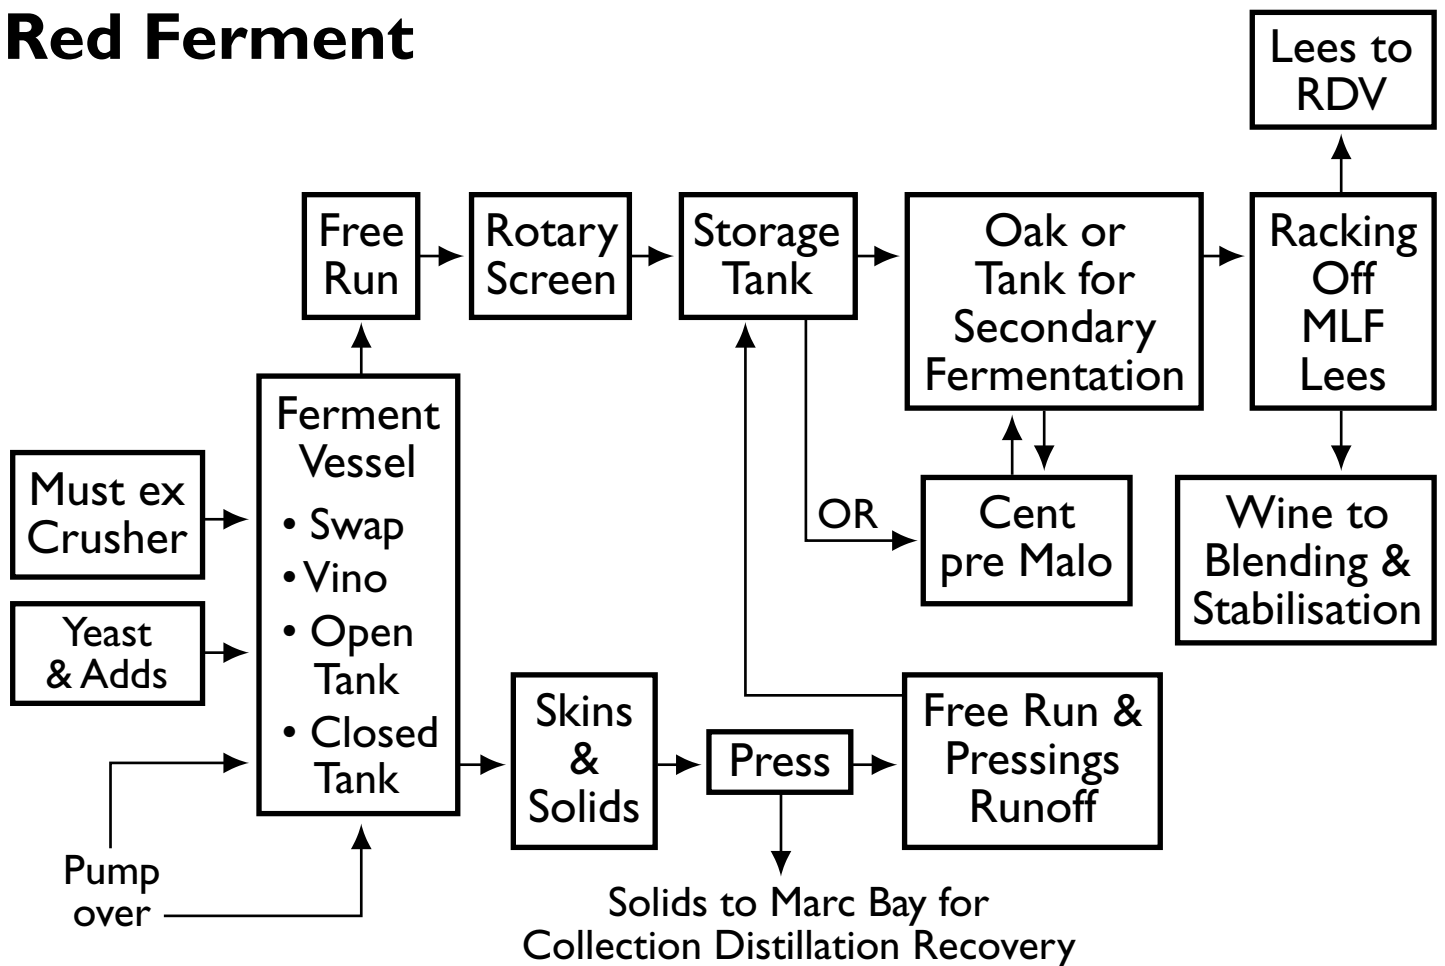 Red Ferment
Lees to
RDV
Free
Run
Rotary
Screen
Storage
Tank
Oak or
Tank for
Secondary
Fermentation
Racking
Off
MLF
Lees
Ferment
Vessel
• Swap
• Vino
• Open
Tank
• Closed
Tank
Must ex
Crusher
Yeast
& Adds
OR
Cent
pre Malo
Wine to
Blending &
Stabilisation
Skins
&
Solids
Press
Free Run &
Pressings
Runoff
Pump
over
Solids to Marc Bay for
Collection Distillation Recovery